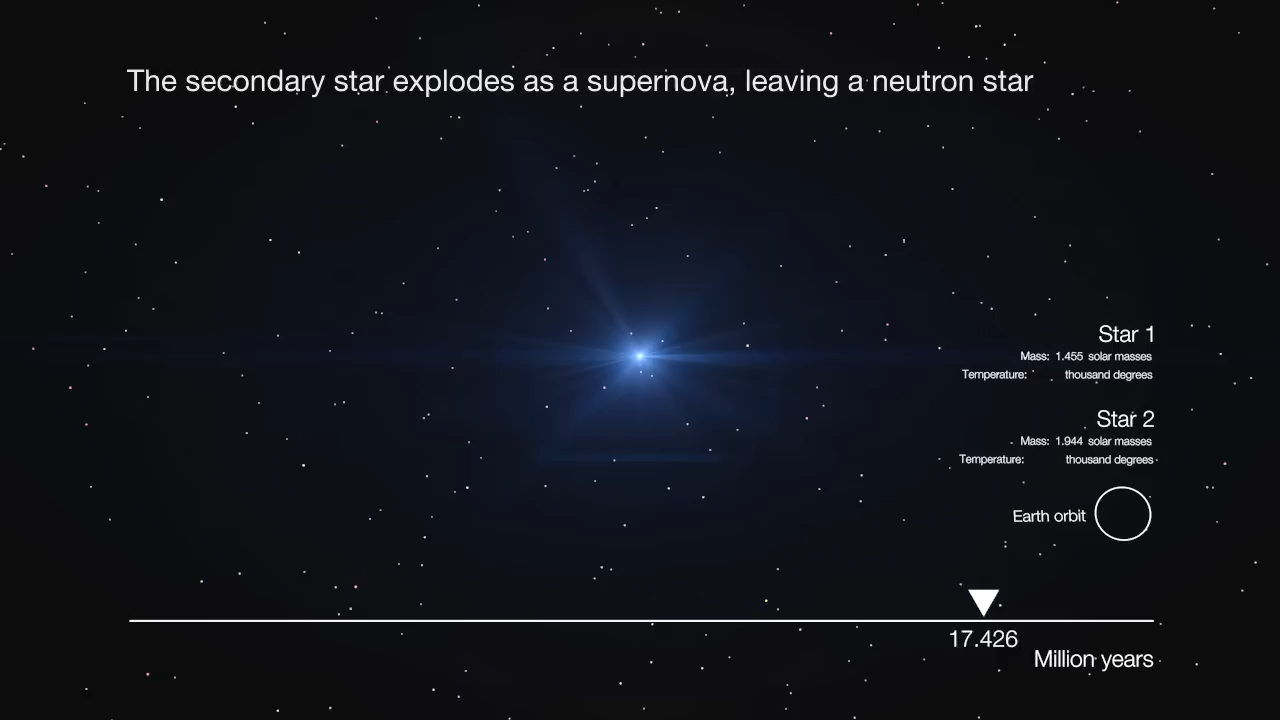 The secondary star explodes as a supernova, leaving a neutron star
Star 1
Mass: 1.455 solar masses
Temperature: thousand degrees
Star 2
Mass: 1.944 solar masses
Temperature: thousand degrees
Earth orbit
17.426
Million years